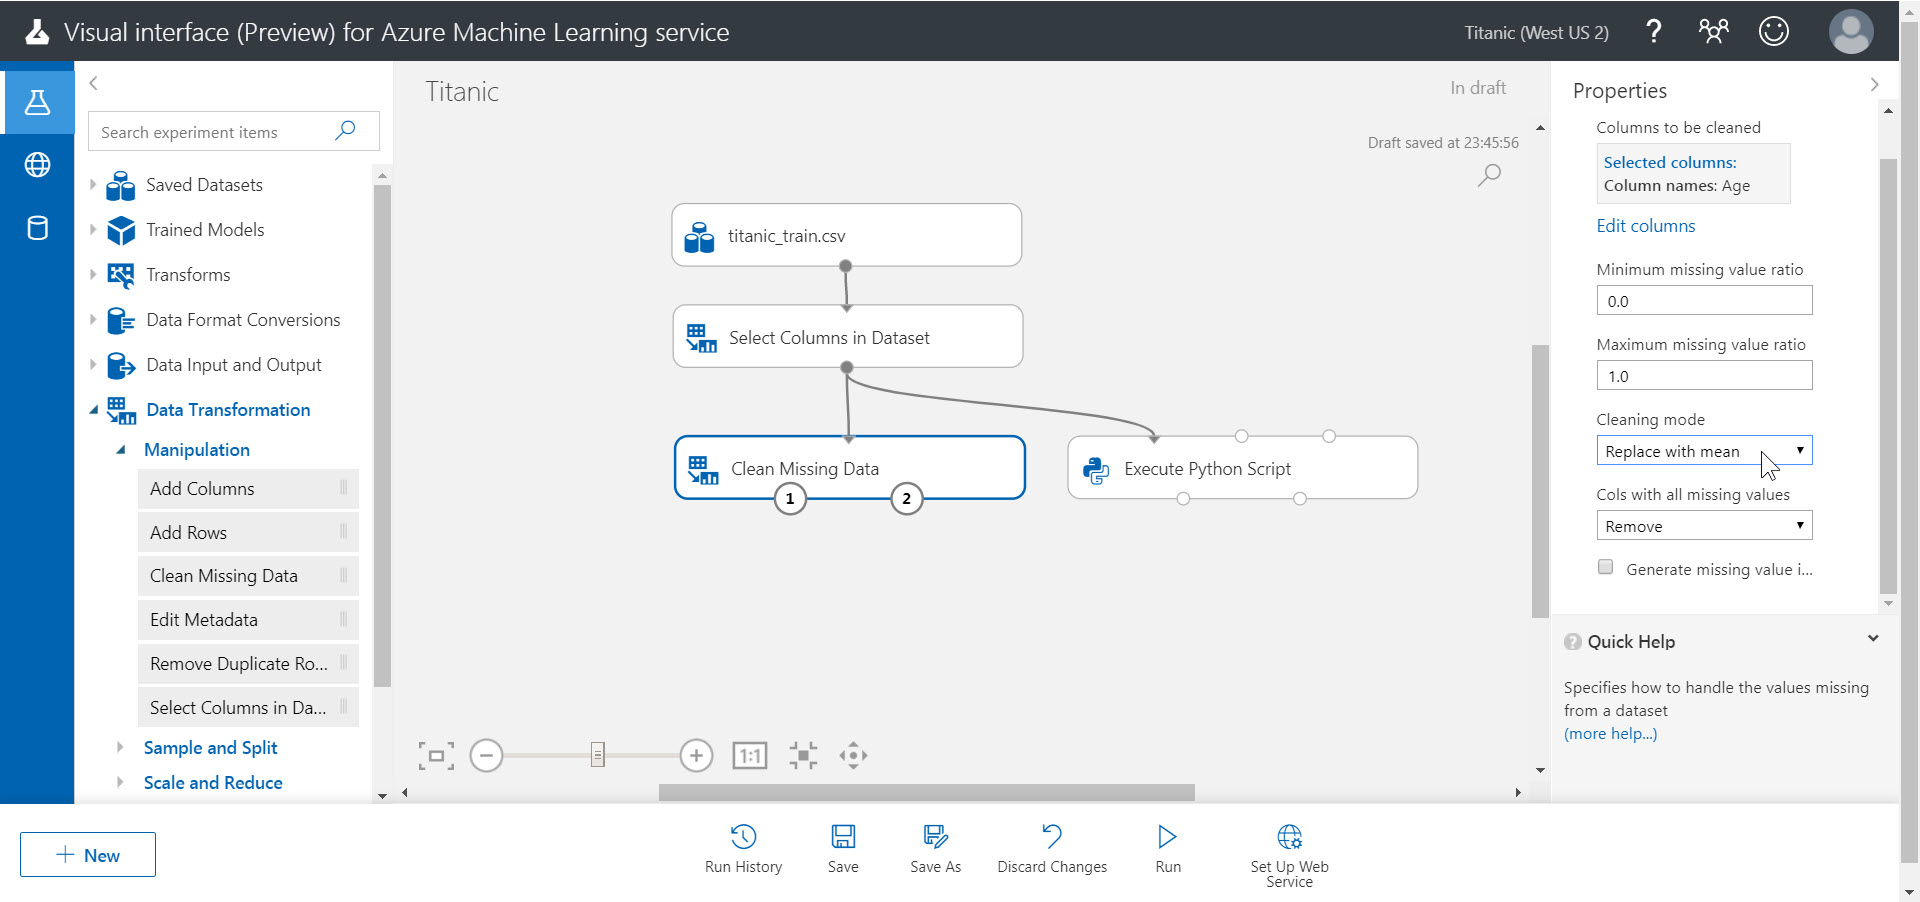 Visual interface (Preview) for Azure Machine Learning service
Titanic (West US 2)
?
Search experiment items
Saved Datasets
Trained Models
Transforms
Data Format Conversions
Data Input and Output
Data Transformation
Manipulation
Add Columns
Add Rows
Clean Missing Data
Edit Metadata
Remove Duplicate Ro...
Select Columns in Da...
Sample and Split
Scale and Reduce
Titanic
In draft
Draft saved at 23:45:56
titanic_train.csv
Select Columns in Dataset
Clean Missing Data
1
2
Execute Python Script
1:1
Properties
Columns to be cleaned
Selected columns:
Column names: Age
Edit columns
Minimum missing value ratio
0.0
Maximum missing value ratio
1.0
Cleaning mode
Replace with mean
Cols with all missing values
Remove
Generate missing value i...
? Quick Help
Specifies how to handle the values missing
from a dataset
(more help...)
New
Run History
Save
Save As
Discard Changes
Run
Set Up Web
Service